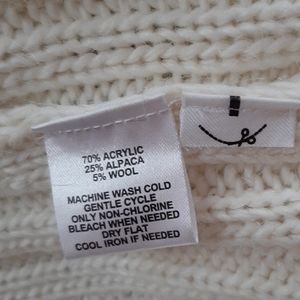 70% ACRYLIC
25% ALPACA
5% WOOL
MACHINE WASH COLD
GENTLE CYCLE
ONLY NON-CHLORINE
BLEACH WHEN NEEDED
DRY FLAT
COOL IRON IF NEEDED